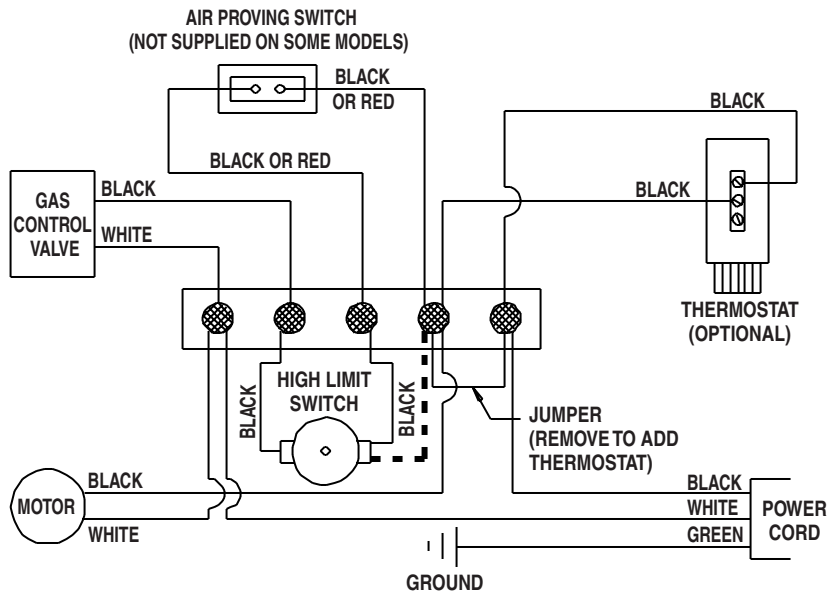 AIR PROVING SWITCH
(NOT SUPPLIED ON SOME MODELS)
BLACK
OR RED
BLACK
BLACK OR RED
BLACK
GAS
CONTROL
VALVE
WHITE
BLACK
THERMOSTAT
(OPTIONAL)
HIGH LIMIT
SWITCH
BLACK
BLACK
JUMPER
(REMOVE TO ADD
THERMOSTAT)
MOTOR
BLACK
WHITE
BLACK
WHITE
GREEN
POWER
CORD
GROUND